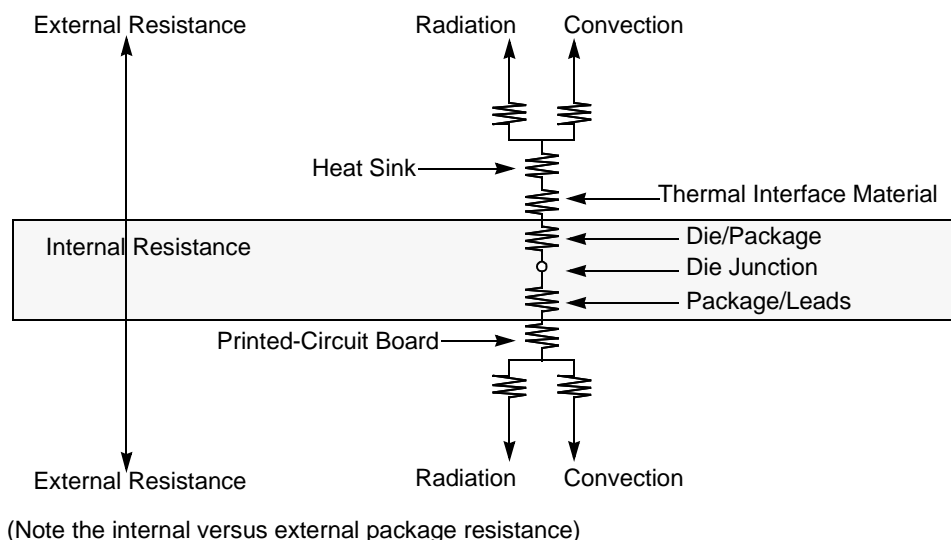 External Resistance
Radiation Convection
Heat Sink
Thermal Interface Material
Internal Resistance
Die/Package
Die Junction
Package/Leads
Printed-Circuit Board
Radiation Convection
External Resistance
(Note the internal versus external package resistance)